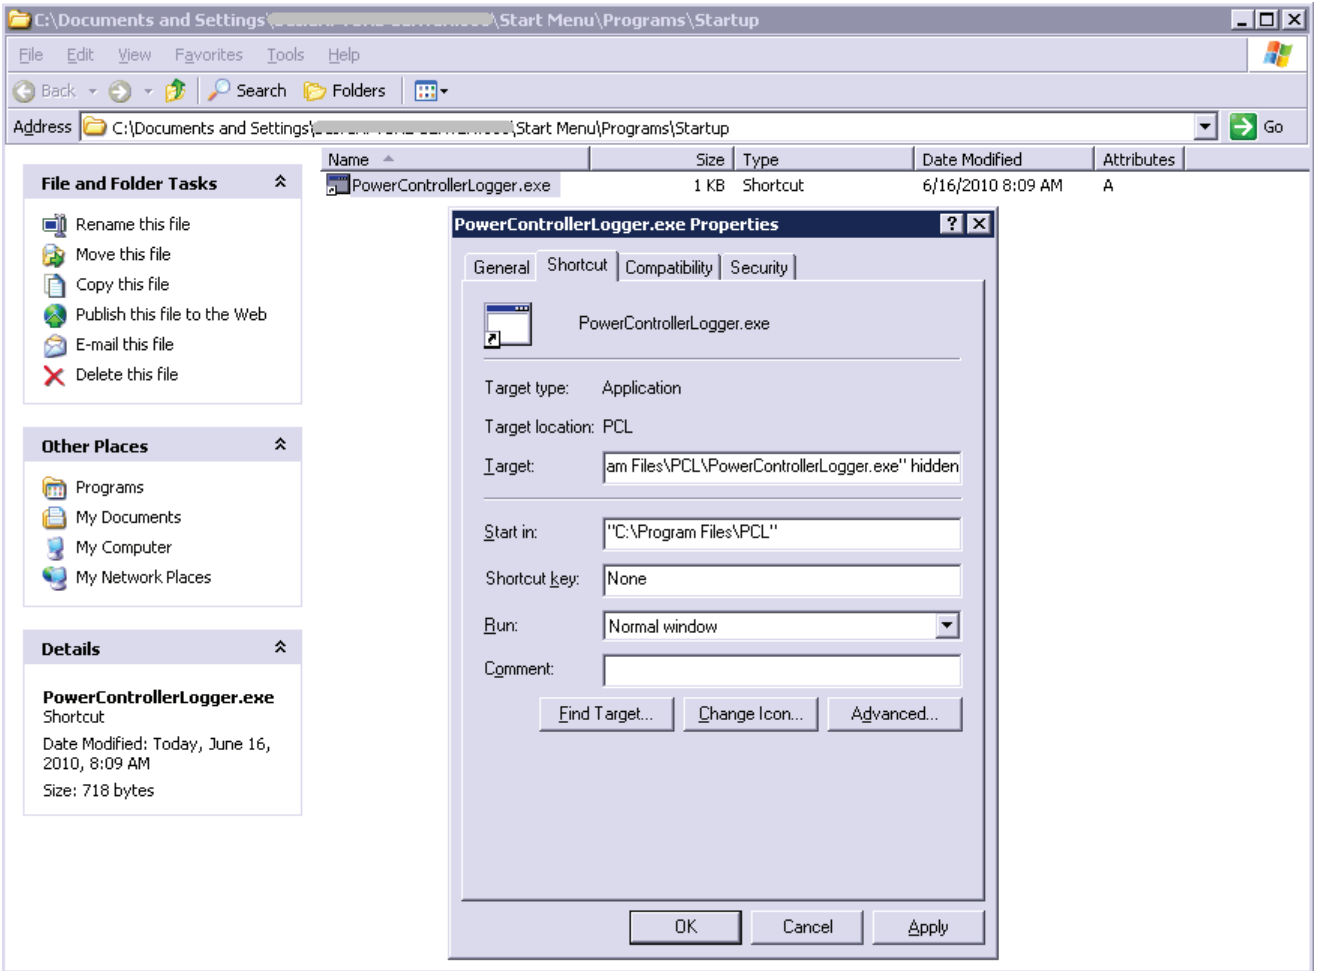 C:\Documents and Settings\ \Start Menu\Programs\Startup
File Edit View Favorites Tools Help
Back Search Folders
Address C:\Documents and Settings\ \Start Menu\Programs\Startup Go
Name Size Type Date Modified Attributes
PowerControllerLogger.exe 1 KB Shortcut 6/16/2010 8:09 AM A
File and Folder Tasks
Rename this file
Move this file
Copy this file
Publish this file to the Web
E-mail this file
Delete this file
Other Places
Programs
My Documents
My Computer
My Network Places
Details
PowerControllerLogger.exe
Shortcut
Date Modified: Today, June 16,
2010, 8:09 AM
Size: 718 bytes
PowerControllerLogger.exe Properties
General Shortcut Compatibility Security
PowerControllerLogger.exe
Target type: Application
Target location: PCL
Target: am Files\PCL\PowerControllerLogger.exe" hidden
Start in: "C:\Program Files\PCL"
Shortcut key: None
Run: Normal window
Comment:
Find Target... Change Icon... Advanced...
OK Cancel Apply